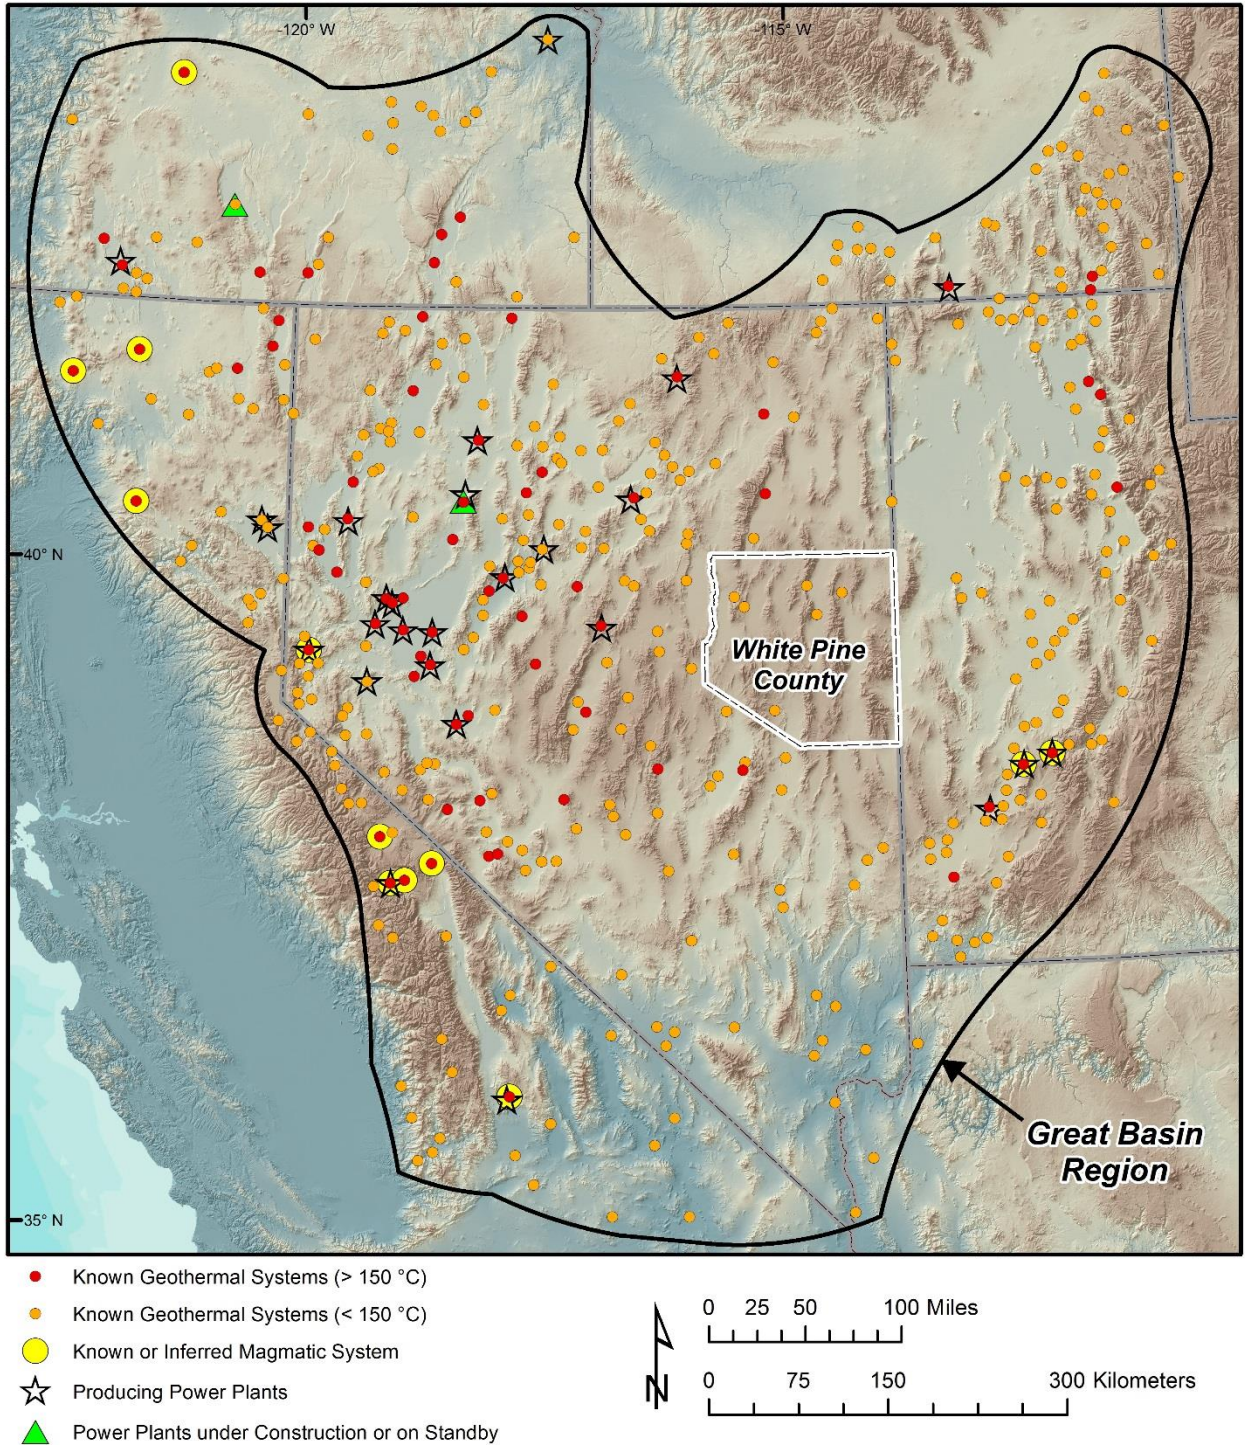 -120° W
-115° W
40° N
White Pine
County
Great Basin
Region
35° N
Known Geothermal Systems (> 150 °C)
Known Geothermal Systems (< 150 °C)
Known or Inferred Magmatic System
Producing Power Plants
Power Plants under Construction or on Standby
N
0 25 50 100 Miles
0 75 150 300 Kilometers